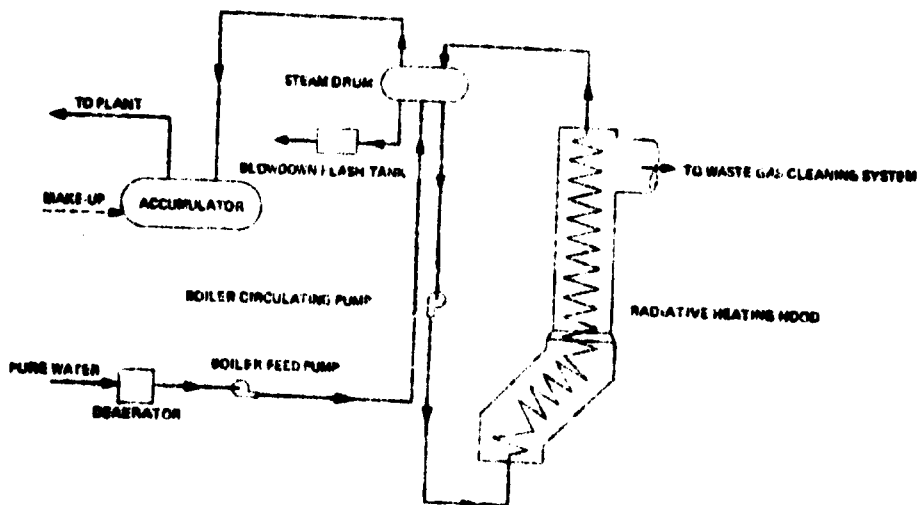 STEAM DRUM
TO PLANT
BLOWDOWN FLASH TANK
TO WASTE GAS CLEANING SYSTEM
MAKE-UP
ACCUMULATOR
BOILER CIRCULATING PUMP
RADIATIVE HEATING HOOD
BOILER FEED PUMP
PURE WATER
DEAERATOR